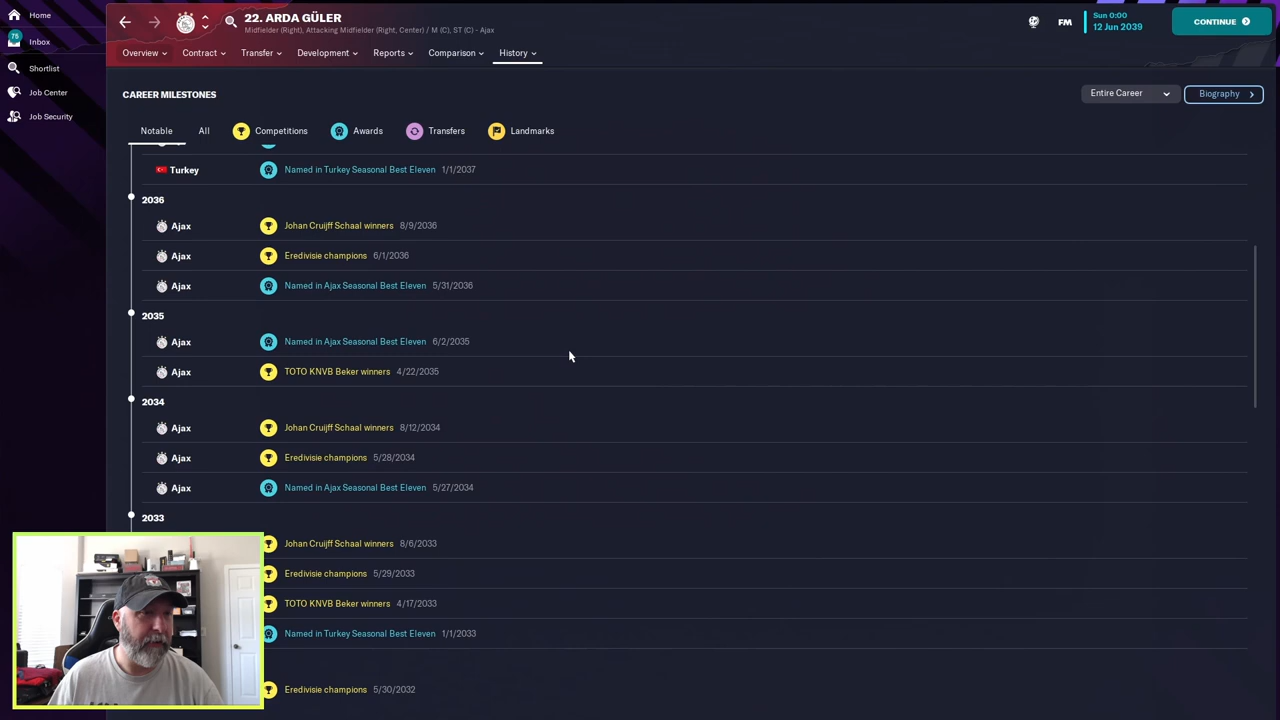 Home
22. ARDA GÜLER
Midfielder (Right), Attacking Midfielder (Right, Center) / M (C), ST (C) - Ajax
FM
Sun 0:00
12 Jun 2039
CONTINUE
75
Inbox
Shortlist
Job Center
Job Security
Overview
Contract
Transfer
Development
Reports
Comparison
History
CAREER MILESTONES
Entire Career
Biography
Notable
All
Competitions
Awards
Transfers
Landmarks
Turkey Named in Turkey Seasonal Best Eleven 1/1/2037
2036
Ajax Johan Cruijff Schaal winners 8/9/2036
Ajax Eredivisie champions 6/1/2036
Ajax Named in Ajax Seasonal Best Eleven 5/31/2036
2035
Ajax Named in Ajax Seasonal Best Eleven 6/2/2035
Ajax TOTO KNVB Beker winners 4/22/2035
2034
Ajax Johan Cruijff Schaal winners 8/12/2034
Ajax Eredivisie champions 5/28/2034
Ajax Named in Ajax Seasonal Best Eleven 5/27/2034
2033
Johan Cruijff Schaal winners 8/6/2033
Eredivisie champions 5/29/2033
TOTO KNVB Beker winners 4/17/2033
Named in Turkey Seasonal Best Eleven 1/1/2033
Eredivisie champions 5/30/2032